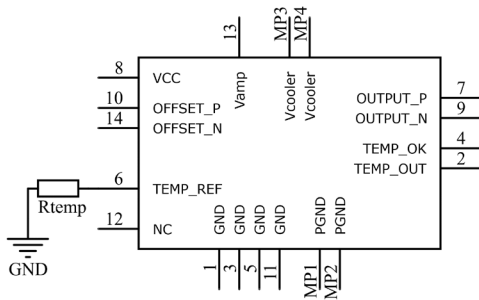 13
MP3
MP4
8
VCC
Vamp
Vcooler
Vcooler
10
OFFSET_P
14
OFFSET_N
OUTPUT_P
7
OUTPUT_N
9
TEMP_OK
4
TEMP_OUT
2
6
TEMP_REF
Rtemp
12
NC
GND
GND
GND
GND
PGND
PGND
GND
1
3
5
11
MP1
MP2